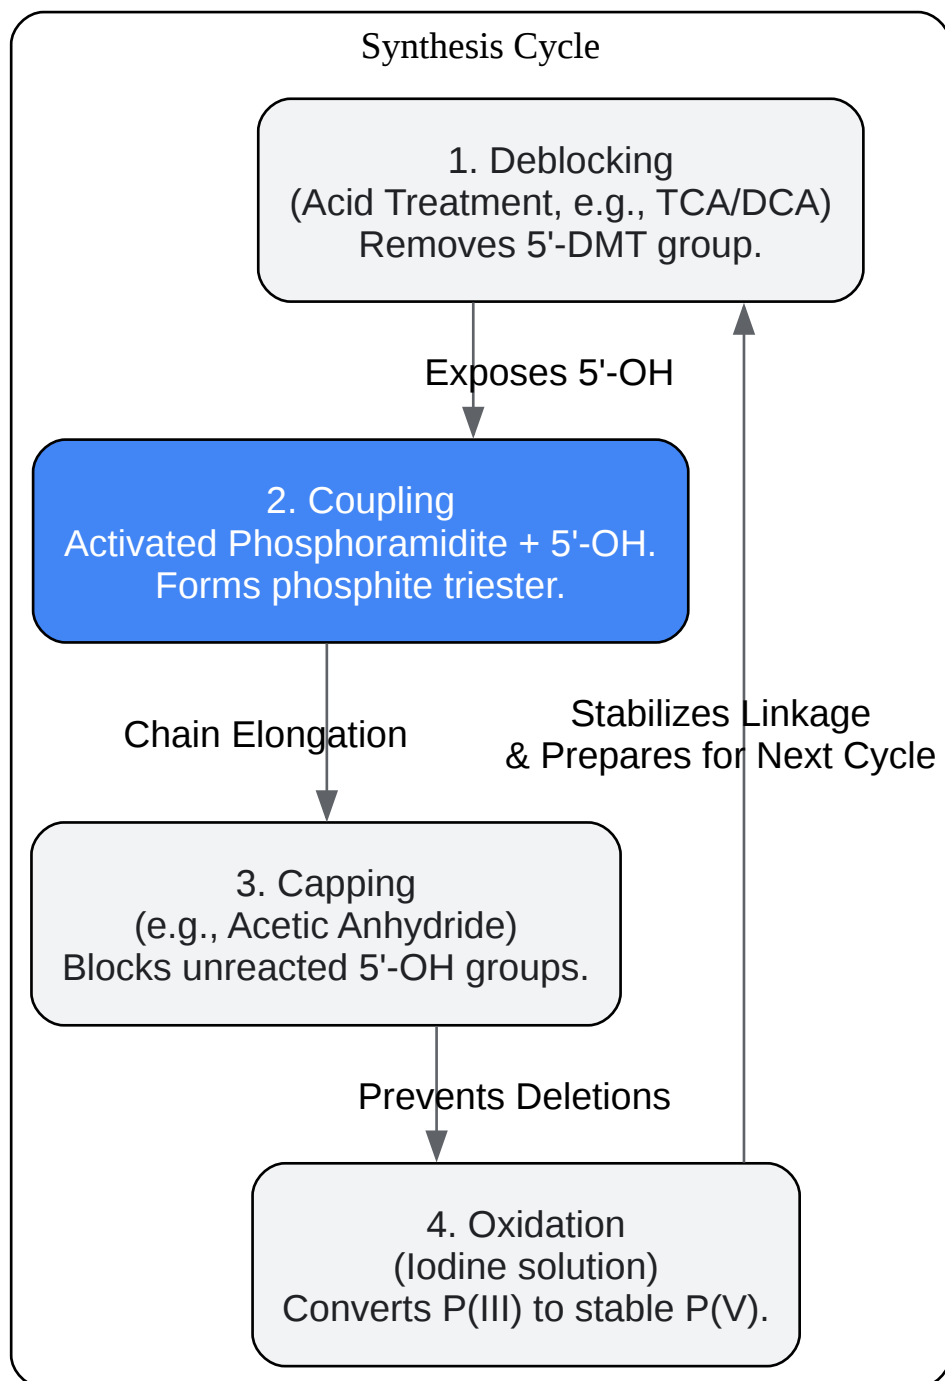 Synthesis Cycle
1. Deblocking
(Acid Treatment, e.g., TCA/DCA)
Removes 5'-DMT group.
Exposes 5'-OH
2. Coupling
Activated Phosphoramidite + 5'-OH.
Forms phosphite triester.
Chain Elongation
Stabilizes Linkage
& Prepares for Next Cycle
3. Capping
(e.g., Acetic Anhydride)
Blocks unreacted 5'-OH groups.
Prevents Deletions
4. Oxidation
(Iodine solution)
Converts P(III) to stable P(V).